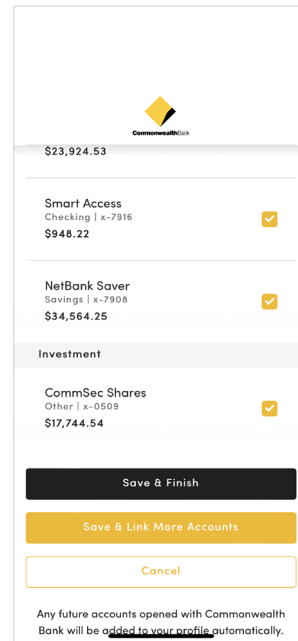 CommonwealthBank
$23,924.53
Smart Access
Checking | x-7916
$948.22
NetBank Saver
Savings | x-7908
$34,564.25
Investment
CommSec Shares
Other | x-0509
$17,744.54
Save & Finish
Save & Link More Accounts
Cancel
Any future accounts opened with Commonwealth
Bank will be added to your profile automatically.